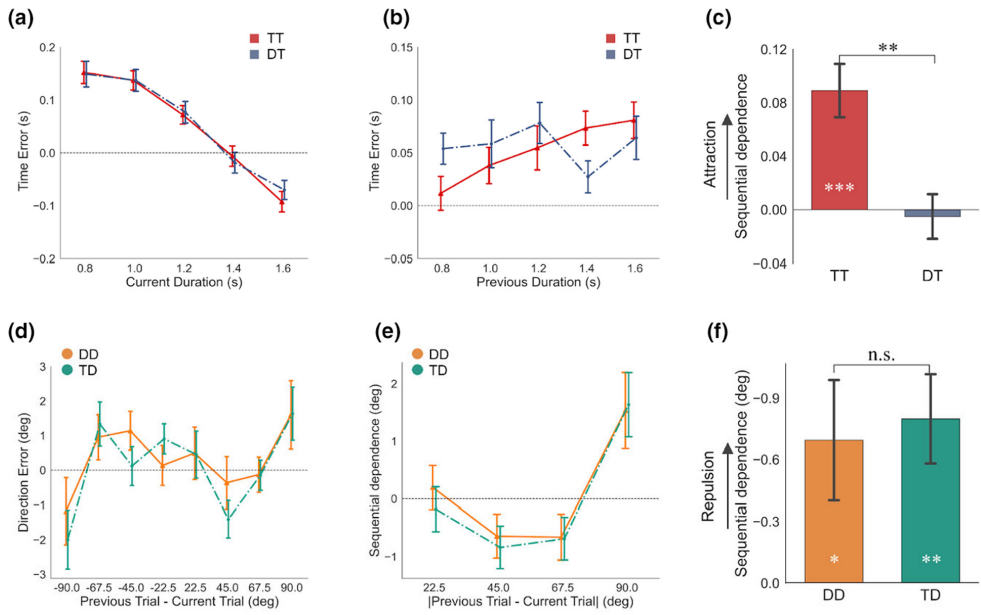 (a)
TT
DT
Time Error (s)
0.2
0.1
0.0
−0.1
−0.2
0.8 1.0 1.2 1.4 1.6
Current Duration (s)
(b)
TT
DT
Time Error (s)
0.15
0.10
0.05
0.00
−0.05
0.8 1.0 1.2 1.4 1.6
Previous Duration (s)
(c)
Attraction
Sequential dependence
0.12
0.08
0.04
0.00
−0.04
**
***
TT DT
(d)
DD
TD
Direction Error (deg)
3
2
1
0
−1
−2
−3
-90.0 -67.5 -45.0 -22.5 22.5 45.0 67.5 90.0
Previous Trial - Current Trial (deg)
(e)
DD
TD
Sequential dependence (deg)
2
1
0
−1
22.5 45.0 67.5 90.0
|Previous Trial - Current Trial| (deg)
(f)
Repulsion
Sequential dependence (deg)
−0.9
−0.6
−0.3
0.0
n.s.
* **
DD TD